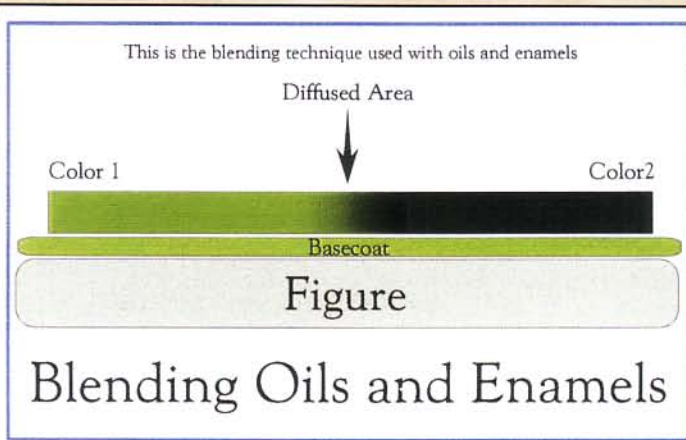 This is the blending technique used with oils and enamels
Diffused Area
Color 1
Color2
Basecoat
Figure
Blending Oils and Enamels